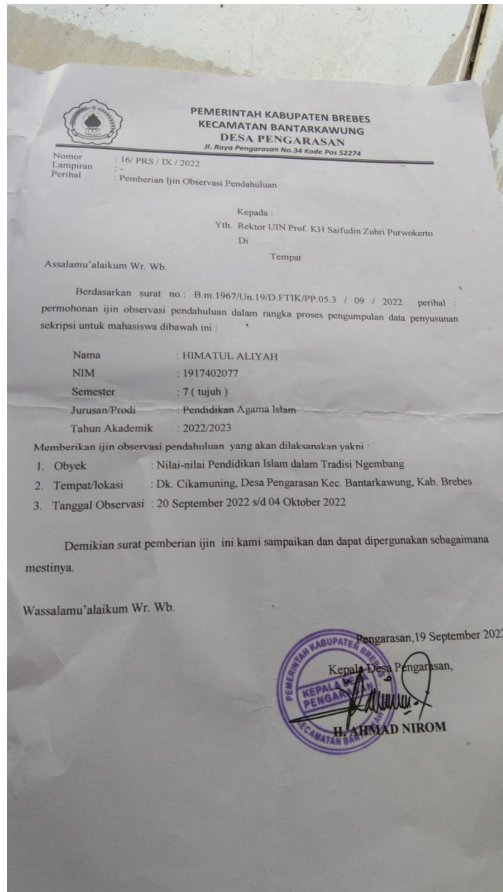 PEMERINTAH KABUPATEN BREBES
KECAMATAN BANTARKAWUNG
DESA PENGARASAN
Jl. Raya Pengarasan No.34 Kode Pos 52274
Nomor : 16/ PRS / IX / 2022
Lampiran : -
Perihal : Pemberian Ijin Observasi Pendahuluan
Kepada :
Yth. Rektor UIN Prof. KH Saifudin Zuhri Purwokerto
Di
Tempat
Assalamu’alaikum Wr. Wb.
Berdasarkan surat no.: B.m.1967/Un.19/D.FTIK/PP.05.3 / 09 / 2022 perihal :
permohonan ijin observasi pendahuluan dalam rangka proses pengumpulan data penyusunan
sekripsi untuk mahasiswa dibawah ini :
Nama : HIMATUL ALIYAH
NIM : 1917402077
Semester : 7 ( tujuh )
Jurusan/Prodi : Pendidikan Agama Islam
Tahun Akademik : 2022/2023
Memberikan ijin observasi pendahuluan yang akan dilaksanakan yakni :
1. Obyek : Nilai-nilai Pendidikan Islam dalam Tradisi Ngembang
2. Tempat/lokasi : Dk. Cikamuning, Desa Pengarasan Kec. Bantarkawung, Kab. Brebes
3. Tanggal Observasi : 20 September 2022 s/d 04 Oktober 2022
Demikian surat pemberian ijin ini kami sampaikan dan dapat dipergunakan sebagaimana
mestinya.
Wassalamu’alaikum Wr. Wb.
Pengarasan,19 September 2022
Kepala Desa Pengarasan,
PEMERINTAH KABUPATEN BREBES
KEPALA DESA
PENGARASAN
H. AHMAD NIROM